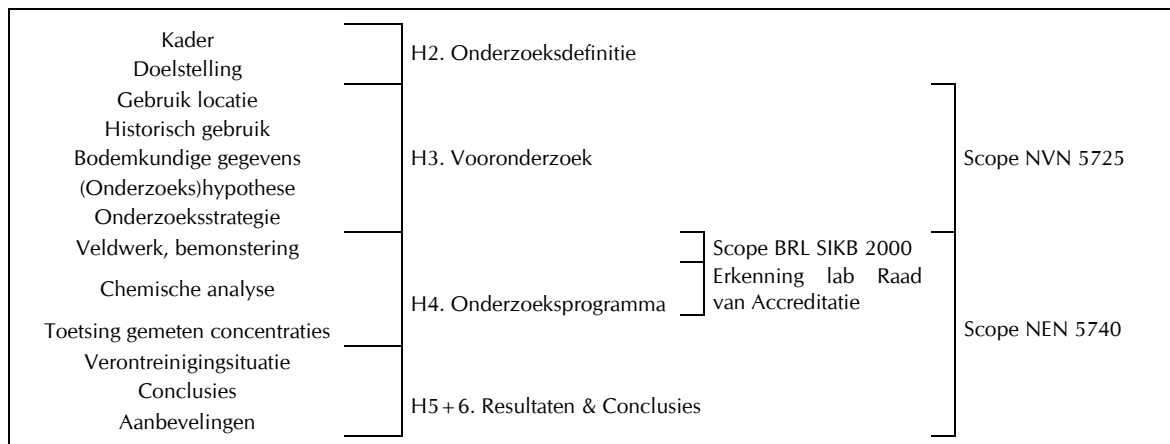 Kader
Doelstelling
H2. Onderzoeksdefinitie
Gebruik locatie
Historisch gebruik
Bodemkundige gegevens
(Onderzoeks)hypothese
Onderzoeksstrategie
H3. Vooronderzoek
Scope NVN 5725
Veldwerk, bemonstering
Chemische analyse
Toetsing gemeten concentraties
H4. Onderzoeksprogramma
Scope BRL SIKB 2000
Erkenning lab Raad
van Accreditatie
Scope NEN 5740
Verontreinigingsituatie
Conclusies
Aanbevelingen
H5+6. Resultaten & Conclusies